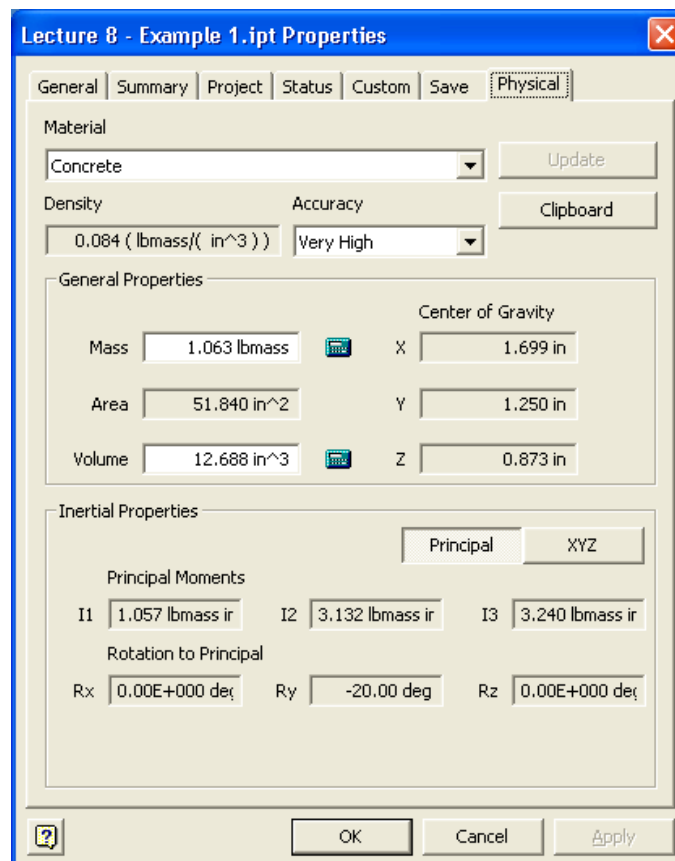 Lecture 8 - Example 1.ipt Properties
General Summary Project Status Custom Save Physical
Material
Concrete Update
Density Accuracy Clipboard
0.084 ( lbmass/( in^3 ) ) Very High
General Properties
Center of Gravity
Mass 1.063 lbmass X 1.699 in
Area 51.840 in^2 Y 1.250 in
Volume 12.688 in^3 Z 0.873 in
Inertial Properties
Principal XYZ
Principal Moments
I1 1.057 lbmass ir I2 3.132 lbmass ir I3 3.240 lbmass ir
Rotation to Principal
Rx 0.00E+000 deg Ry -20.00 deg Rz 0.00E+000 deg
? OK Cancel Apply